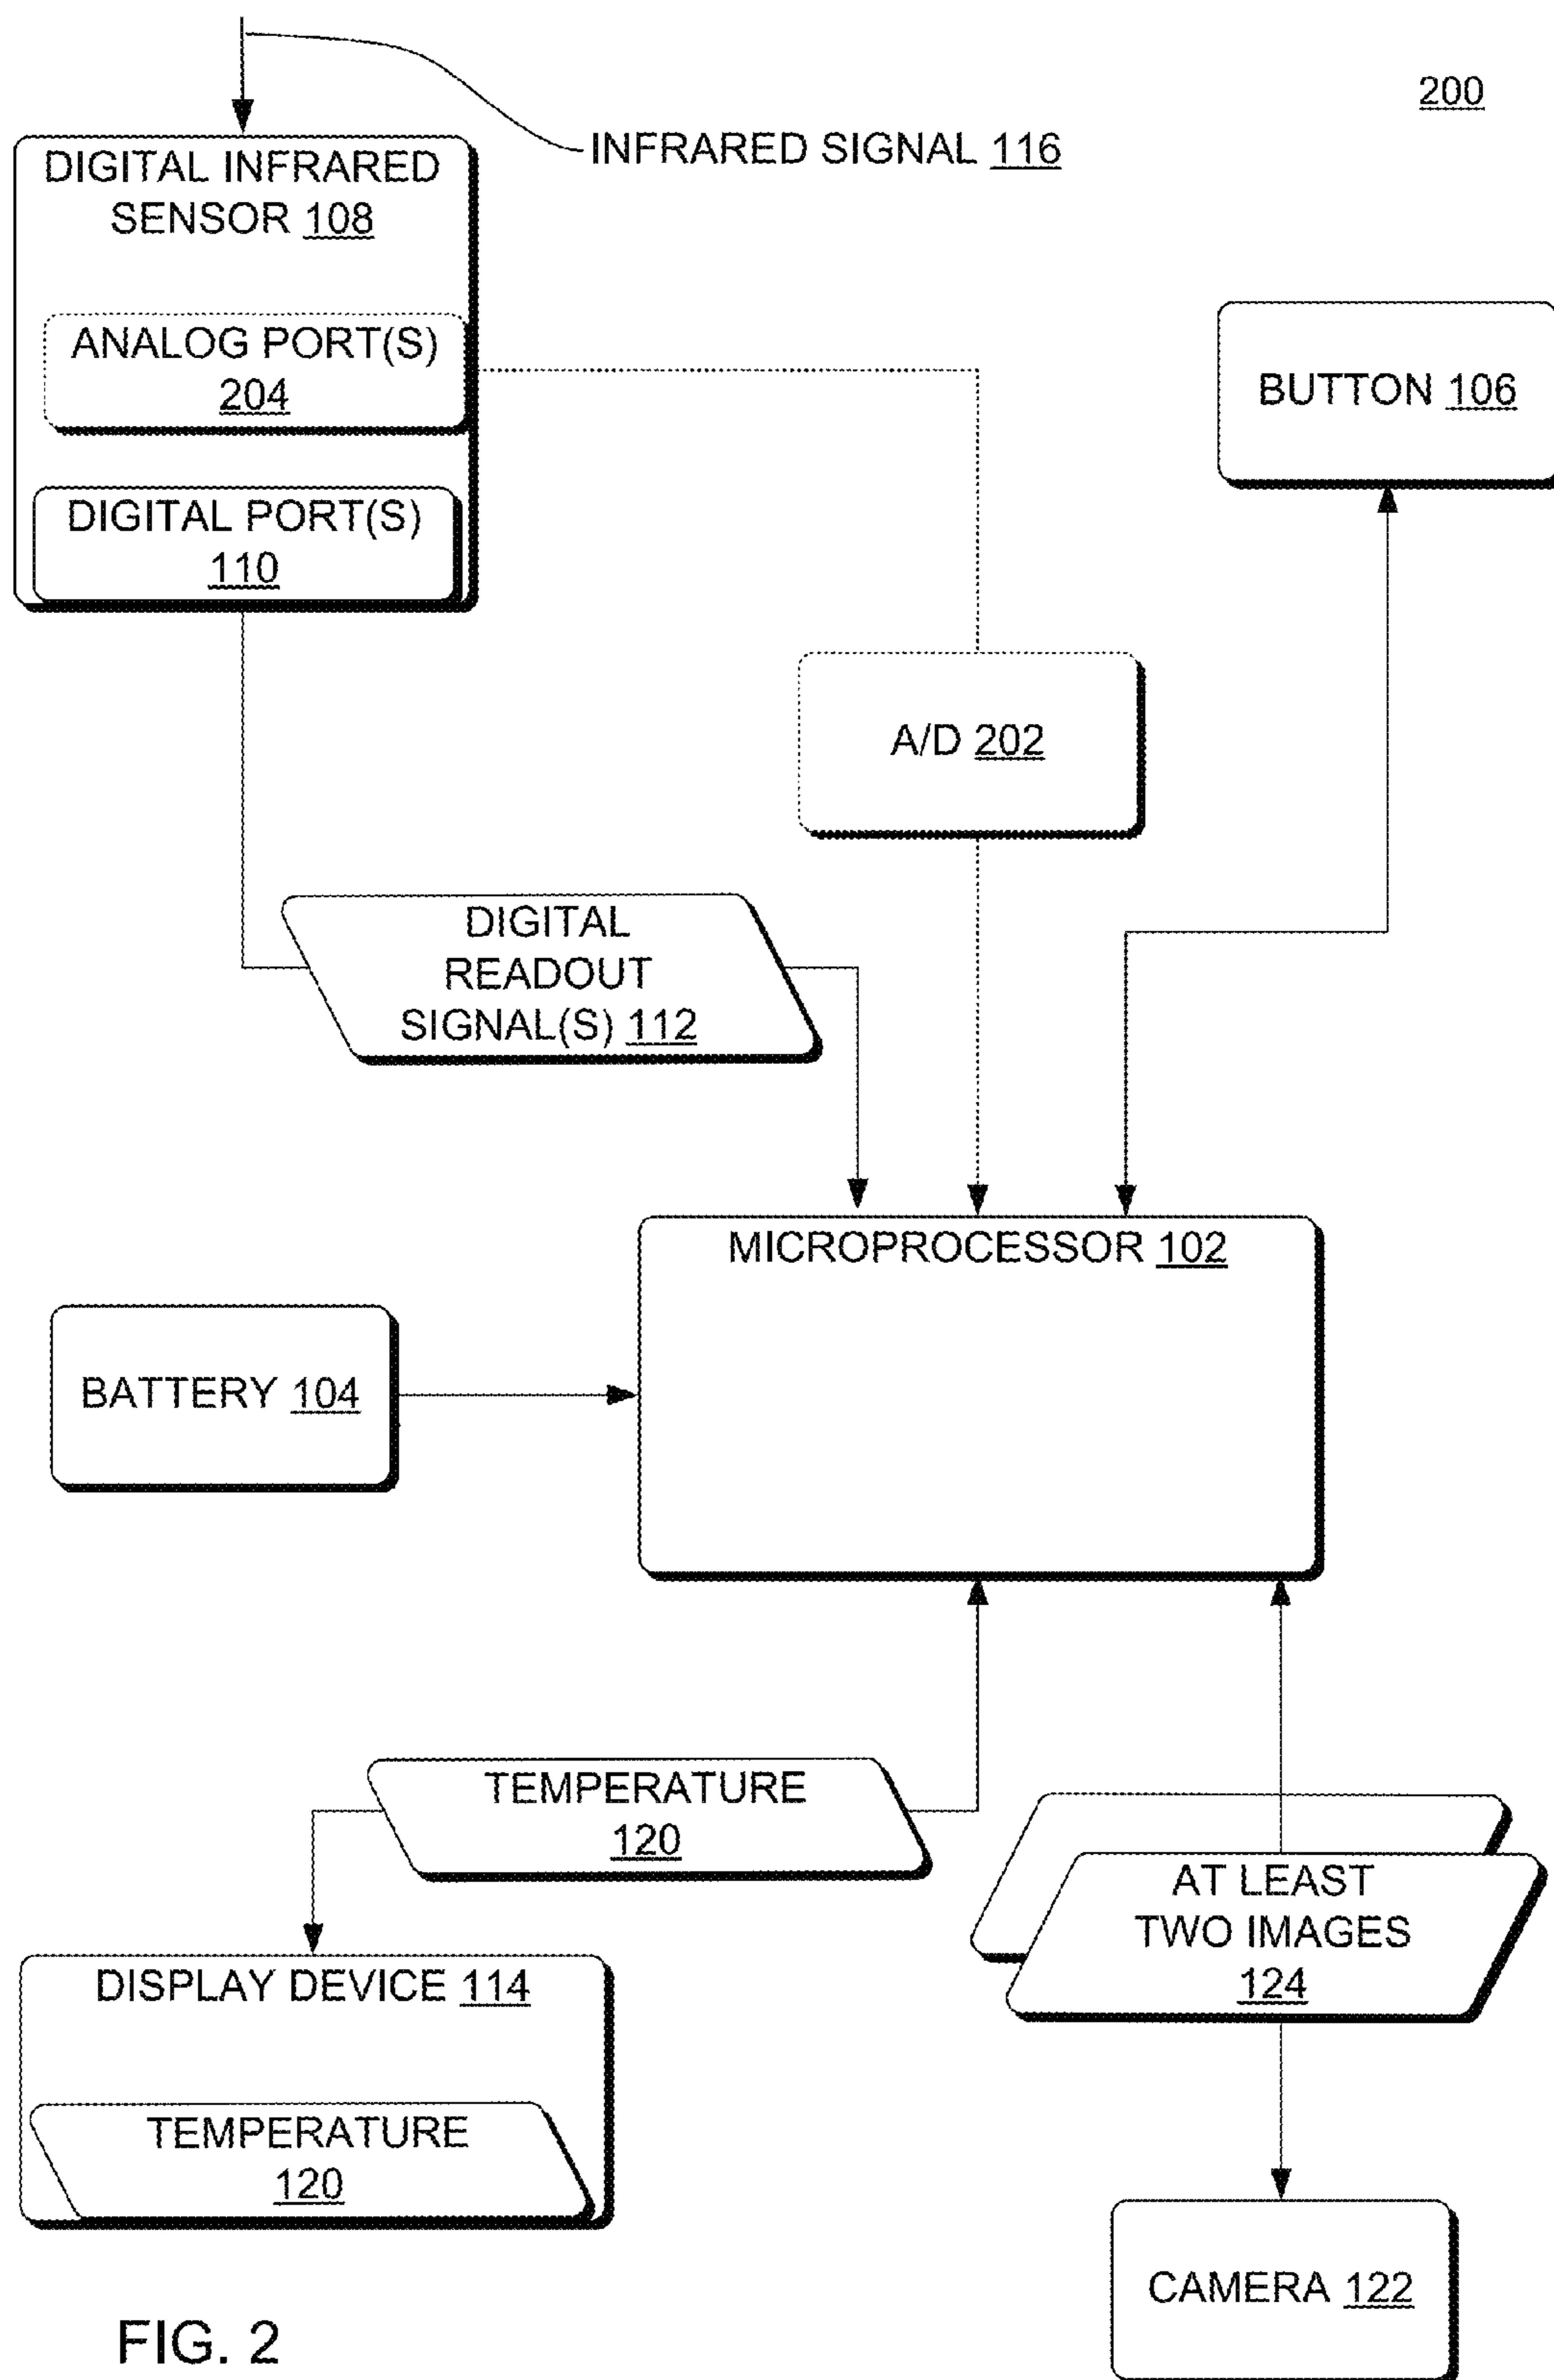 200
INFRARED SIGNAL 116
DIGITAL INFRARED
SENSOR 108
ANALOG PORT(S)
204
DIGITAL PORT(S)
110
BUTTON 106
A/D 202
DIGITAL
READOUT
SIGNAL(S) 112
MICROPROCESSOR 102
BATTERY 104
TEMPERATURE
120
AT LEAST
TWO IMAGES
124
DISPLAY DEVICE 114
TEMPERATURE
120
CAMERA 122
FIG. 2